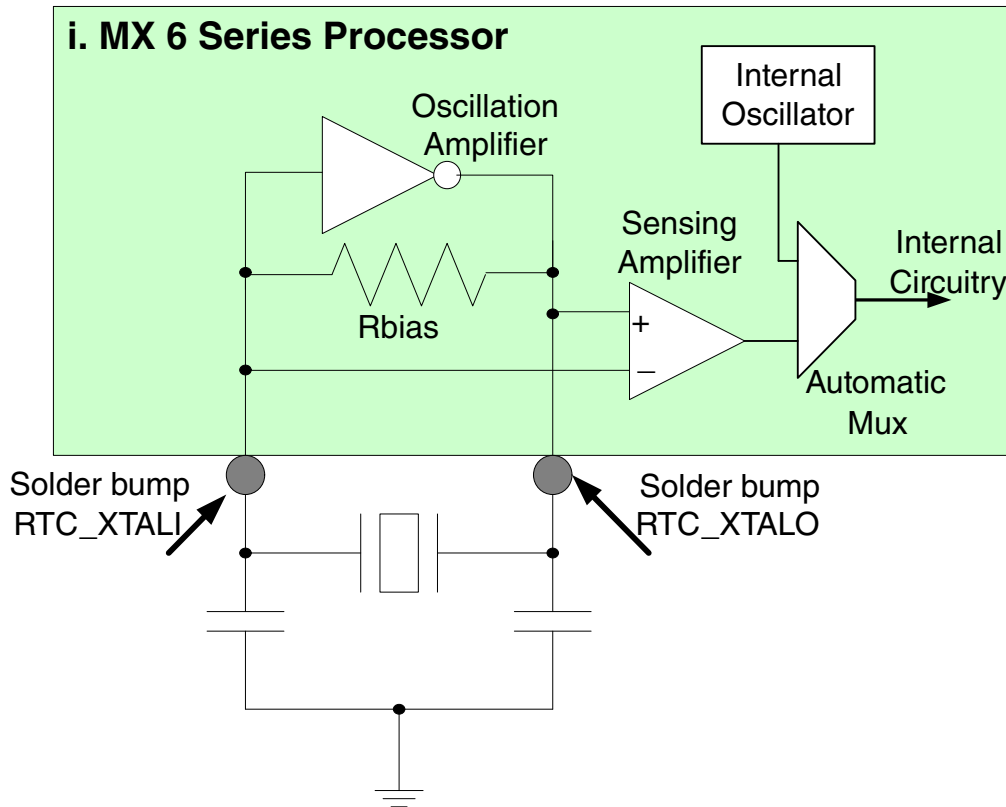 i. MX 6 Series Processor
Internal
Oscillator
Oscillation
Amplifier
Sensing
Amplifier
Internal
Circuitry
Rbias
+
–
Automatic
Mux
Solder bump
RTC_XTALI
Solder bump
RTC_XTALO